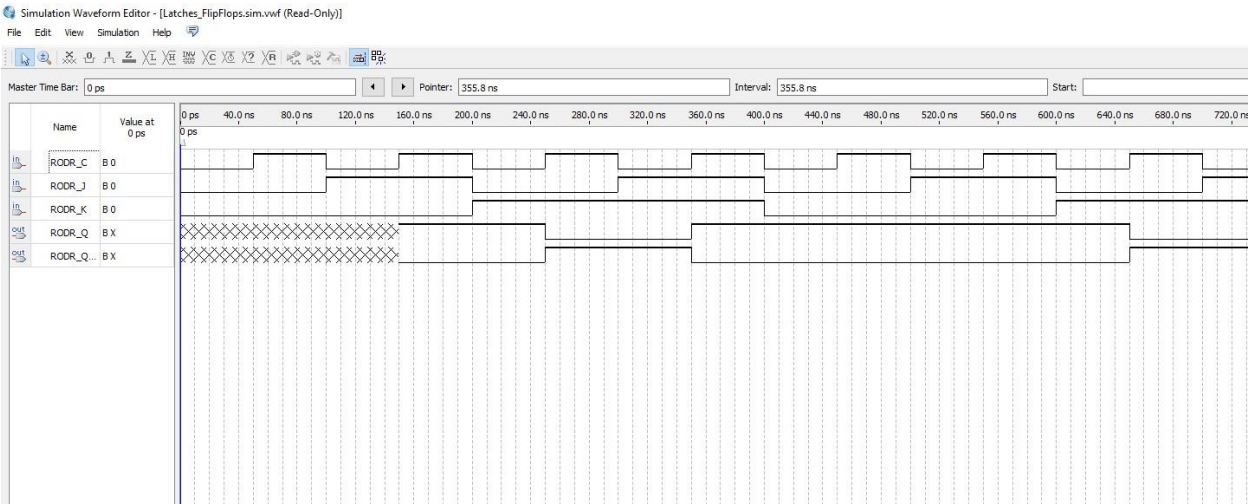 Simulation Waveform Editor - [Latches_FlipFlops.sim.vwf (Read-Only)]
File Edit View Simulation Help
Master Time Bar: 0 ps Pointer: 355.8 ns Interval: 355.8 ns Start:
Name Value at 0 ps
0 ps 40.0 ns 80.0 ns 120.0 ns 160.0 ns 200.0 ns 240.0 ns 280.0 ns 320.0 ns 360.0 ns 400.0 ns 440.0 ns 480.0 ns 520.0 ns 560.0 ns 600.0 ns 640.0 ns 680.0 ns 720.0 ns
0 ps
in RODR_C B 0
in RODR_J B 0
in RODR_K B 0
out RODR_Q B X
out RODR_Q... B X